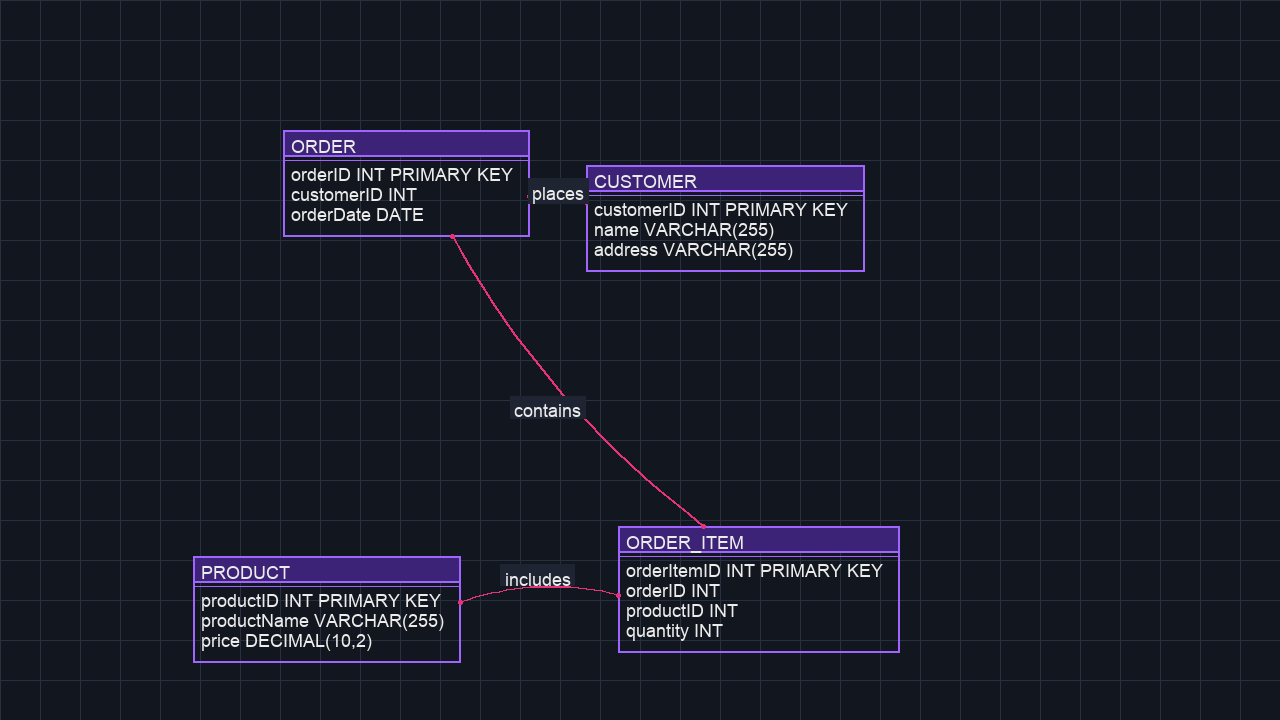 ORDER
orderID INT PRIMARY KEY
customerID INT
orderDate DATE
places
CUSTOMER
customerID INT PRIMARY KEY
name VARCHAR(255)
address VARCHAR(255)
contains
PRODUCT
productID INT PRIMARY KEY
productName VARCHAR(255)
price DECIMAL(10,2)
includes
ORDER_ITEM
orderItemID INT PRIMARY KEY
orderID INT
productID INT
quantity INT